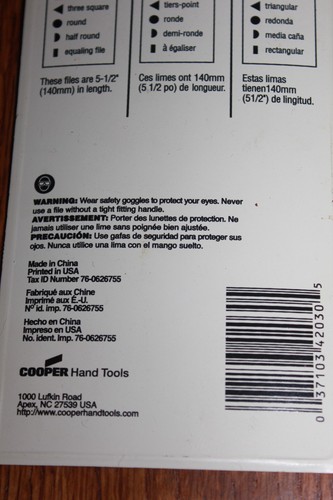 three square
round
half round
equaling file
These files are 5-1/2"
(140mm) in length.
tiers-point
ronde
demi-ronde
à égaliser
Ces limes ont 140mm
(5 1/2 po) de longueur.
triangular
redonda
media caña
rectangular
Estas limas
tienen140mm
(51/2") de lingitud.
WARNING: Wear safety goggles to protect your eyes. Never
use a file without a tight fitting handle.
AVERTISSEMENT: Porter des lunettes de protection. Ne
jamais utiliser une lime sans poignée bien ajustée.
PRECAUCIÓN: Use gafas de seguridad para proteger sus
ojos. Nunca utilice una lima con el mango suelto.
Made in China
Printed in USA
Tax ID Number 76-0626755
Fabriqué aux Chine
Imprimé aux E.-U.
Nº id. imp. 76-0626755
Hecho en China
Impreso en USA
No. ident. imp. 76-0626755
COOPER Hand Tools
1000 Lufkin Road
Apex, NC 27539 USA
http://www.cooperhandtools.com
0 37103 42030 5